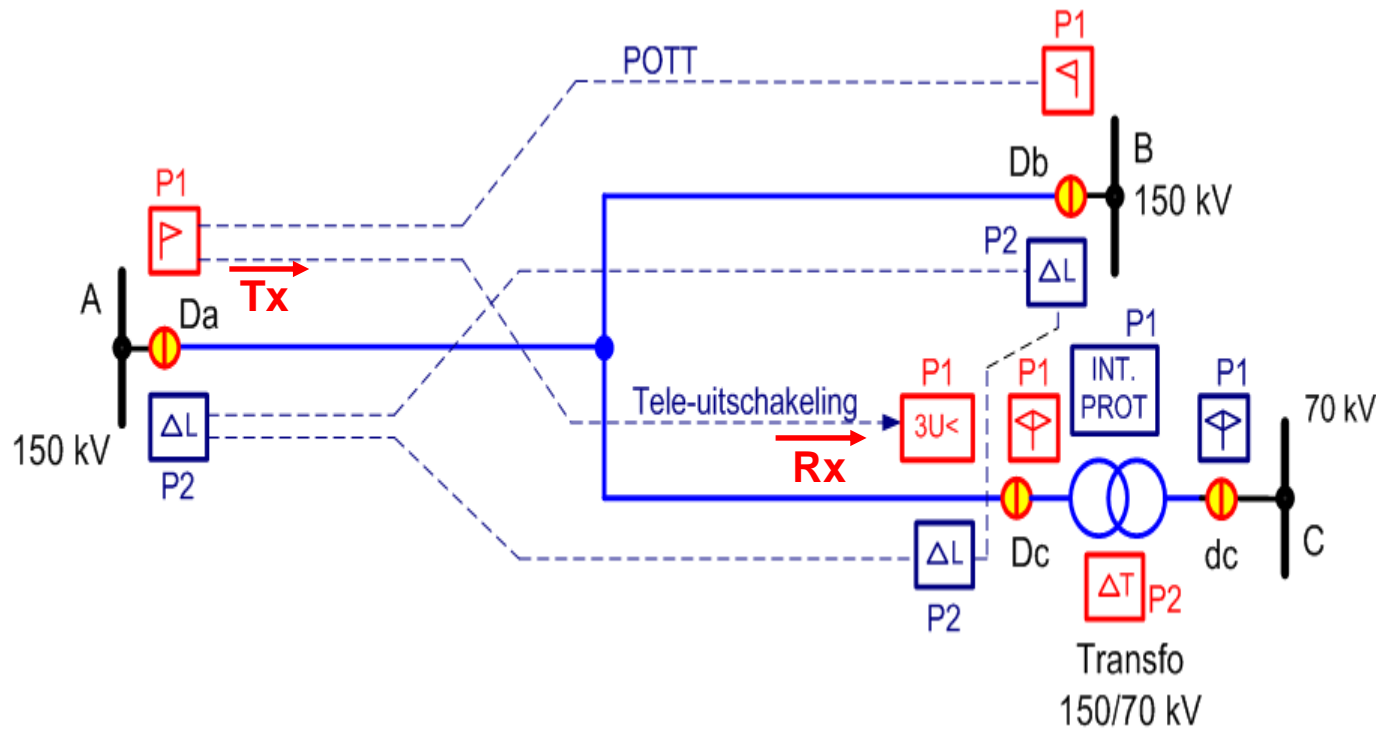 P1
POTT
B
Db
150 kV
P1
P2
ΔL
A
Tx
Da
P1
INT.
PROT
P1
70 kV
ΔL
P2
150 kV
Tele-uitschakeling
Rx
P1
3U<
P1
ΔL
P2
Dc
dc
C
ΔT
P2
Transfo
150/70 kV